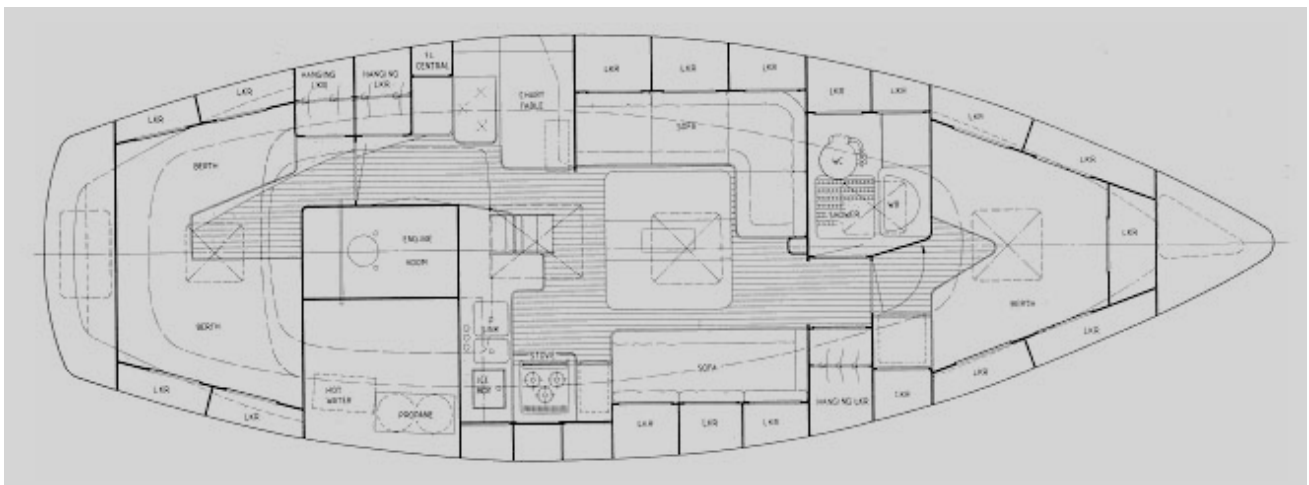 LKR
LKR
HANGING
LKR
HANGING
LKR
EL
CENTRAL
CHART
TABLE
LKR
LKR
LKR
SOFA
LKR
LKR
LKR
LKR
BERTH
SHOWER
WB
LKR
ENGINE
ROOM
BERTH
BERTH
SINK
STOVE
ICE
BOX
SOFA
HOT
WATER
PROPANE
LKR
LKR
LKR
LKR
LKR
HANGING LKR
LKR
LKR
LKR